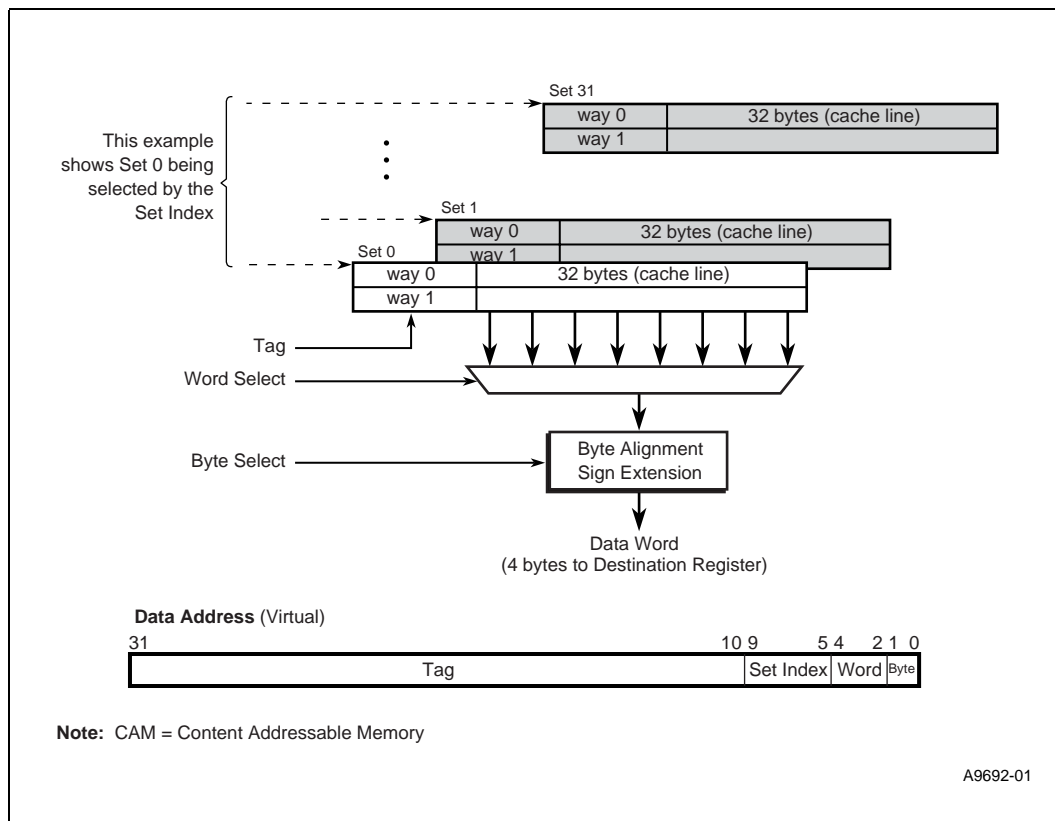 Set 31
way 0 32 bytes (cache line)
way 1
This example
shows Set 0 being
selected by the
Set Index
Set 1
way 0 32 bytes (cache line)
way 1
Set 0
way 0 32 bytes (cache line)
way 1
Tag
Word Select
Byte Select
Byte Alignment
Sign Extension
Data Word
(4 bytes to Destination Register)
Data Address (Virtual)
31 10 9 5 4 2 1 0
Tag Set Index Word Byte
Note: CAM = Content Addressable Memory
A9692-01